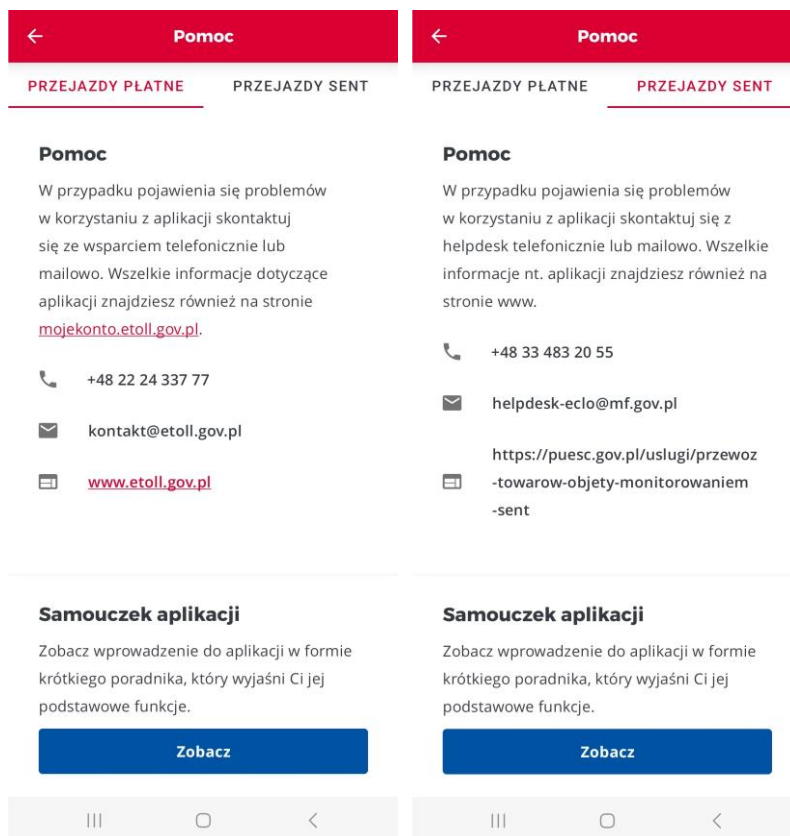 Pomoc
PRZEJAZDY PŁATNE
PRZEJAZDY SENT
Pomoc
W przypadku pojawienia się problemów
w korzystaniu z aplikacji skontaktuj
się ze wsparciem telefonicznie lub
mailowo. Wszelkie informacje dotyczące
aplikacji znajdziesz również na stronie
mojekonto.etoll.gov.pl.
+48 22 24 337 77
kontakt@etoll.gov.pl
www.etoll.gov.pl
Samouczek aplikacji
Zobacz wprowadzenie do aplikacji w formie
krótkiego poradnika, który wyjaśni Ci jej
podstawowe funkcje.
Zobacz
Pomoc
PRZEJAZDY PŁATNE
PRZEJAZDY SENT
Pomoc
W przypadku pojawienia się problemów
w korzystaniu z aplikacji skontaktuj się z
helpdesk telefonicznie lub mailowo. Wszelkie
informacje nt. aplikacji znajdziesz również na
stronie www.
+48 33 483 20 55
helpdesk-eclo@mf.gov.pl
https://puesc.gov.pl/uslugi/przewoz
-towarow-objety-monitorowaniem
-sent
Samouczek aplikacji
Zobacz wprowadzenie do aplikacji w formie
krótkiego poradnika, który wyjaśni Ci jej
podstawowe funkcje.
Zobacz